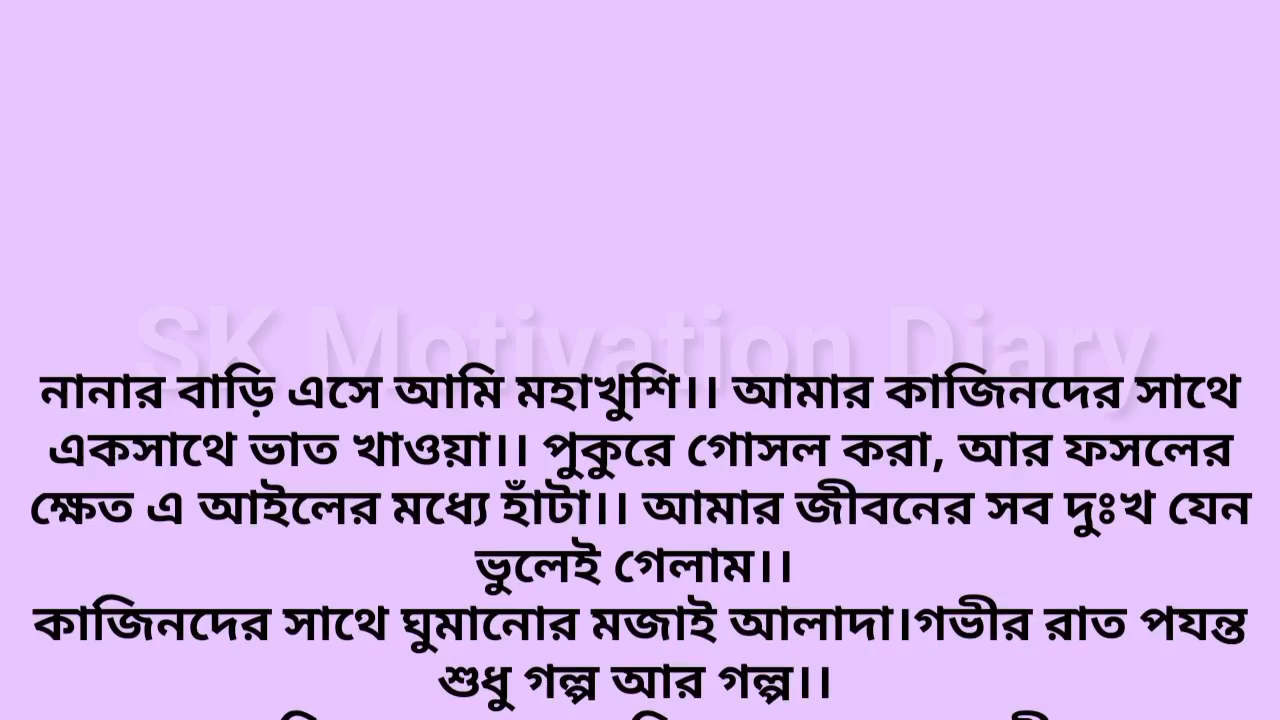 SK Motivation Diary
নানার বাড়ি এসে আমি মহাখুশি।। আমার কাজিনদের সাথে
একসাথে ভাত খাওয়া।। পুকুরে গোসল করা, আর ফসলের
ক্ষেত এ আইলের মধ্যে হাঁটা।। আমার জীবনের সব দুঃখ যেন
ভুলেই গেলাম।।
কাজিনদের সাথে ঘুমানোর মজাই আলাদা।গভীর রাত পযন্ত
শুধু গল্প আর গল্প।।